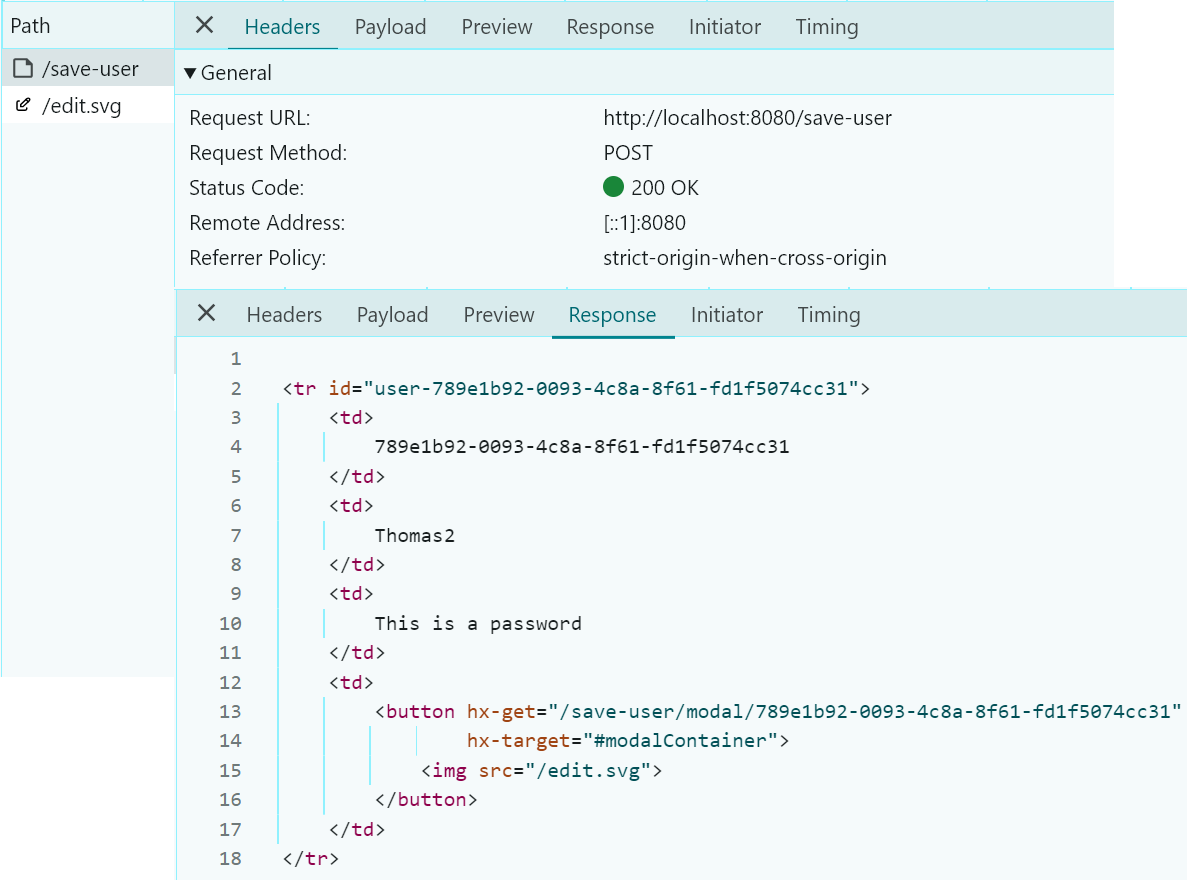 Path
Headers Payload Preview Response Initiator Timing
/save-user
/edit.svg
▼ General
Request URL: http://localhost:8080/save-user
Request Method: POST
Status Code: 200 OK
Remote Address: [::1]:8080
Referrer Policy: strict-origin-when-cross-origin
Headers Payload Preview Response Initiator Timing
1
2 <tr id="user-789e1b92-0093-4c8a-8f61-fd1f5074cc31">
3 <td>
4 789e1b92-0093-4c8a-8f61-fd1f5074cc31
5 </td>
6 <td>
7 Thomas2
8 </td>
9 <td>
10 This is a password
11 </td>
12 <td>
13 <button hx-get="/save-user/modal/789e1b92-0093-4c8a-8f61-fd1f5074cc31"
14 hx-target="#modalContainer">
15 <img src="/edit.svg">
16 </button>
17 </td>
18 </tr>